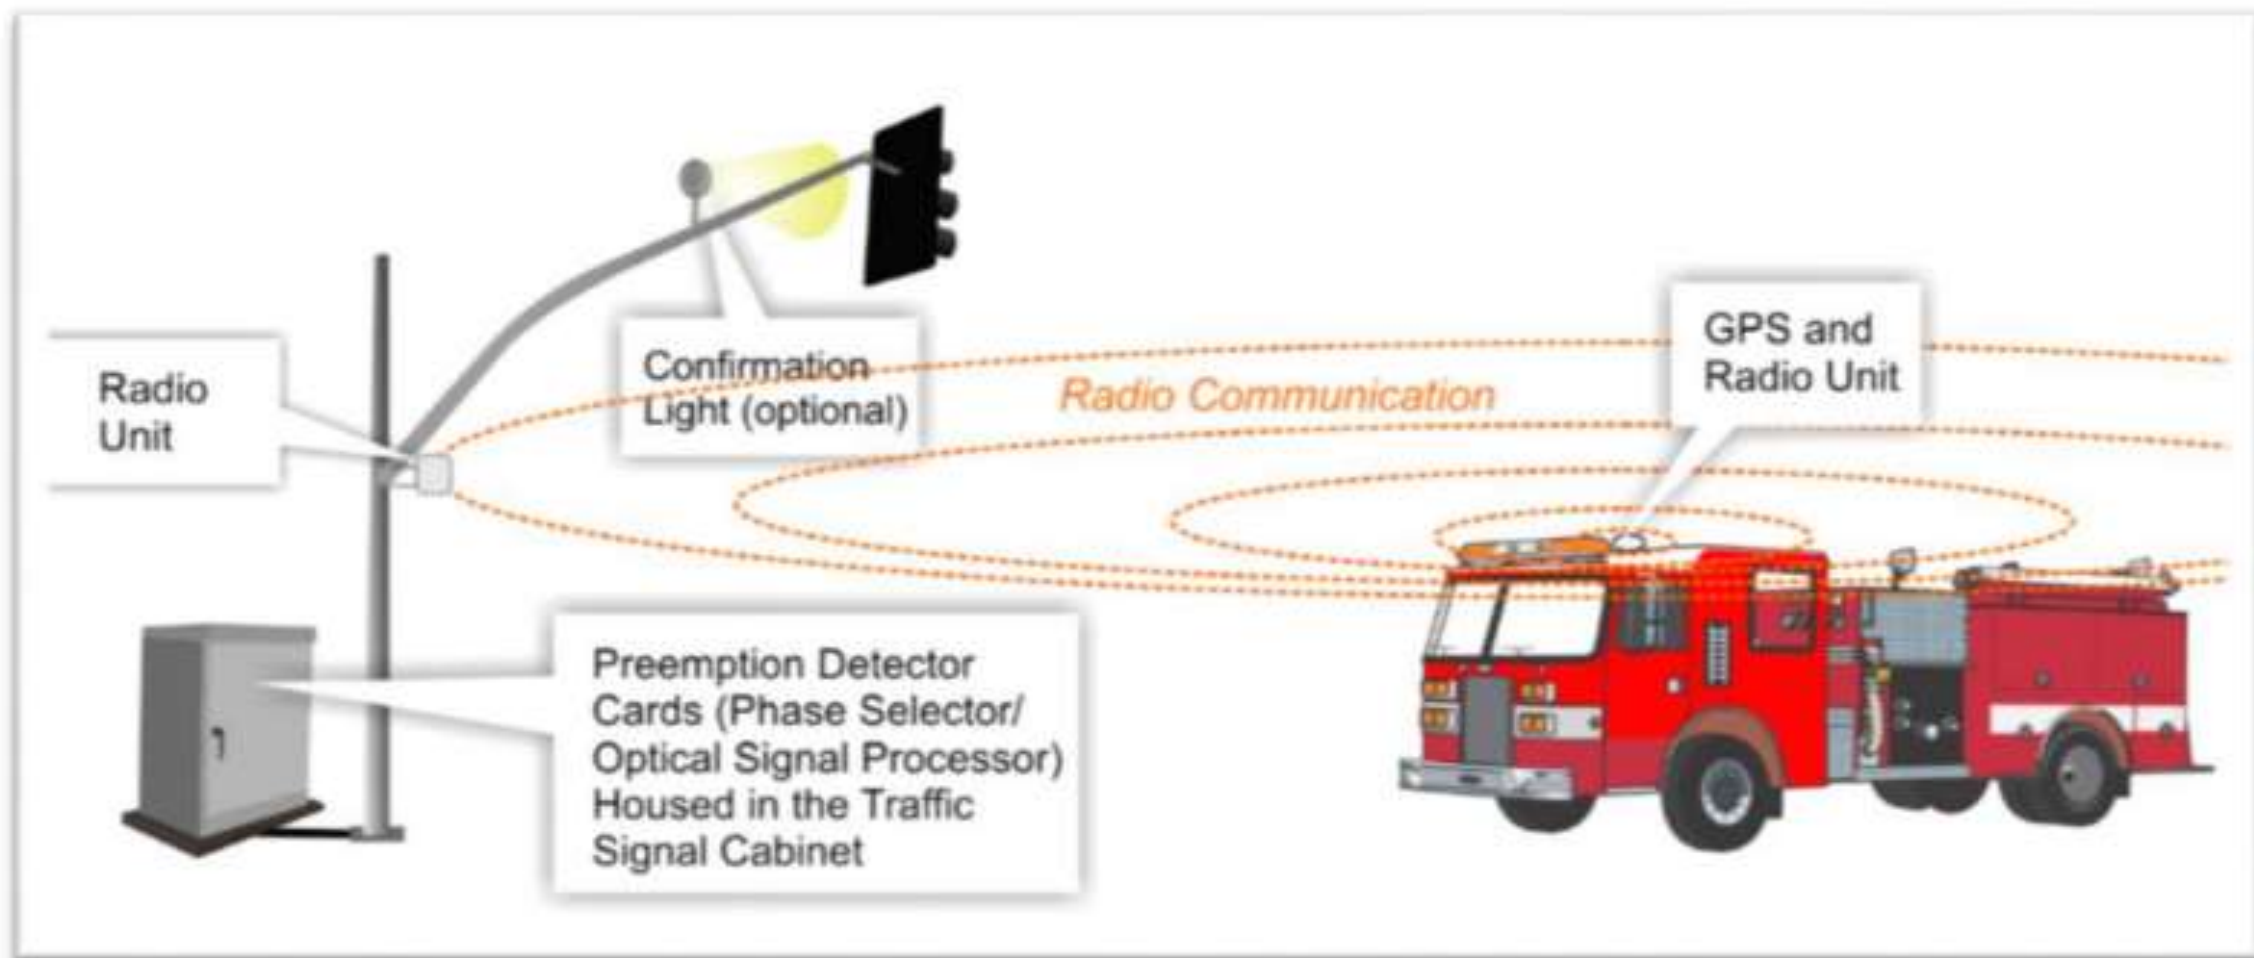 Confirmation
Light (optional)
GPS and
Radio Unit
Radio
Unit
Radio Communication
Preemption Detector
Cards (Phase Selector/
Optical Signal Processor)
Housed in the Traffic
Signal Cabinet